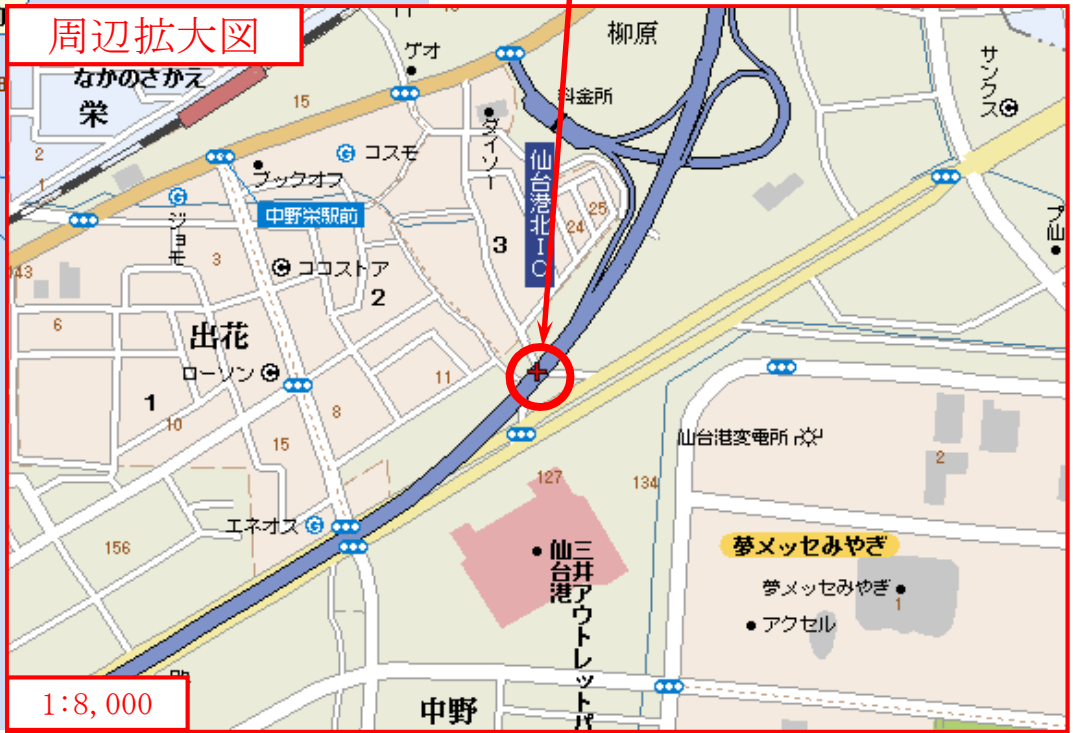 周辺拡大図
柳原
ゲオ
サンクス
なかのさかえ
栄
料金所
15
ダイソー
コスモ
2
1
ブックオフ
仙台港北IC
ジョモ
中野栄駅前
25
24
3
3
ココストア
2
6
出花
ローソン
11
1
8
10
15
仙台港変電所
2
127
134
エネオス
156
三井アウトレットパ
仙台港
夢メッセみやぎ
夢メッセみやぎ
1
アクセル
中野
1:8,000